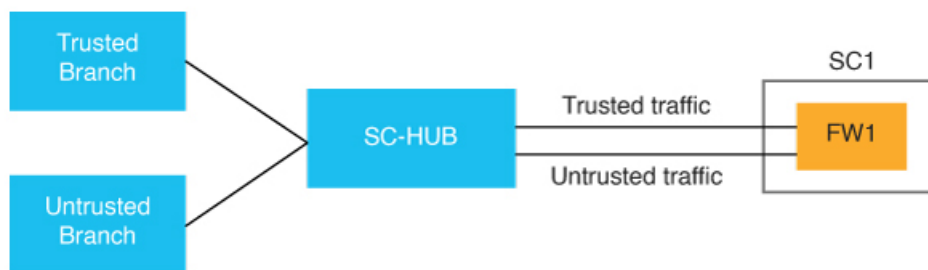 Trusted
Branch
Untrusted
Branch
SC-HUB
Trusted traffic
Untrusted traffic
SC1
FW1